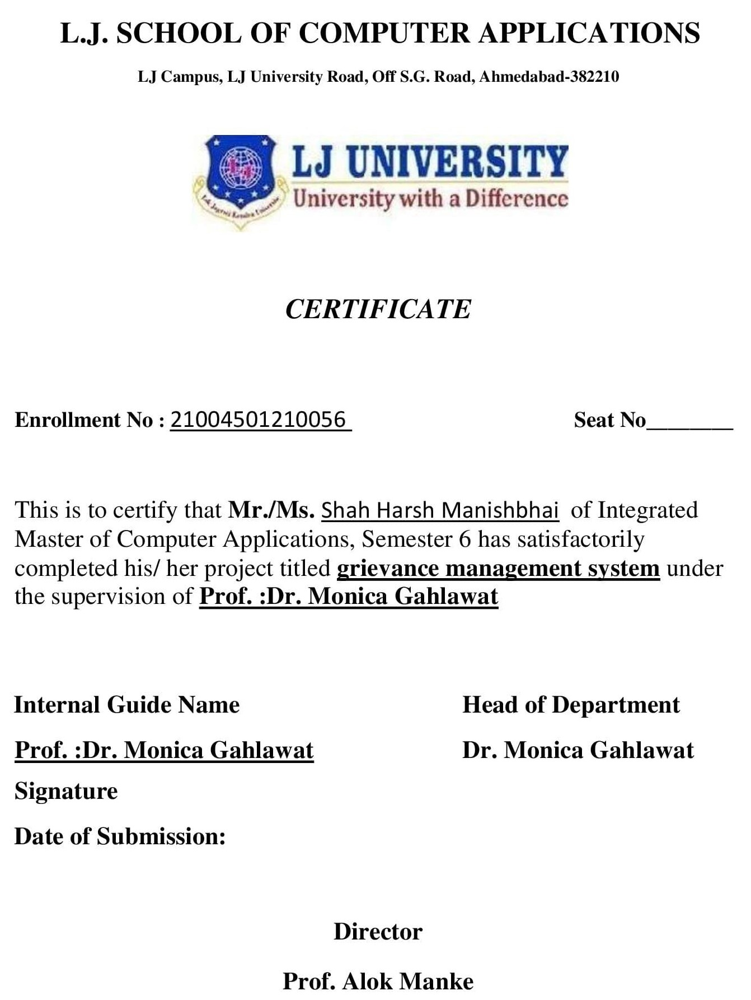 L.J. SCHOOL OF COMPUTER APPLICATIONS
LJ Campus, LJ University Road, Off S.G. Road, Ahmedabad-382210
LJ
LJ UNIVERSITY
University with a Difference
Lok Jagruti Kendra University
CERTIFICATE
Enrollment No : 21004501210056 Seat No________
This is to certify that Mr./Ms. Shah Harsh Manishbhai of Integrated
Master of Computer Applications, Semester 6 has satisfactorily
completed his/ her project titled grievance management system under
the supervision of Prof. :Dr. Monica Gahlawat
Internal Guide Name Head of Department
Prof. :Dr. Monica Gahlawat Dr. Monica Gahlawat
Signature
Date of Submission:
Director
Prof. Alok Manke